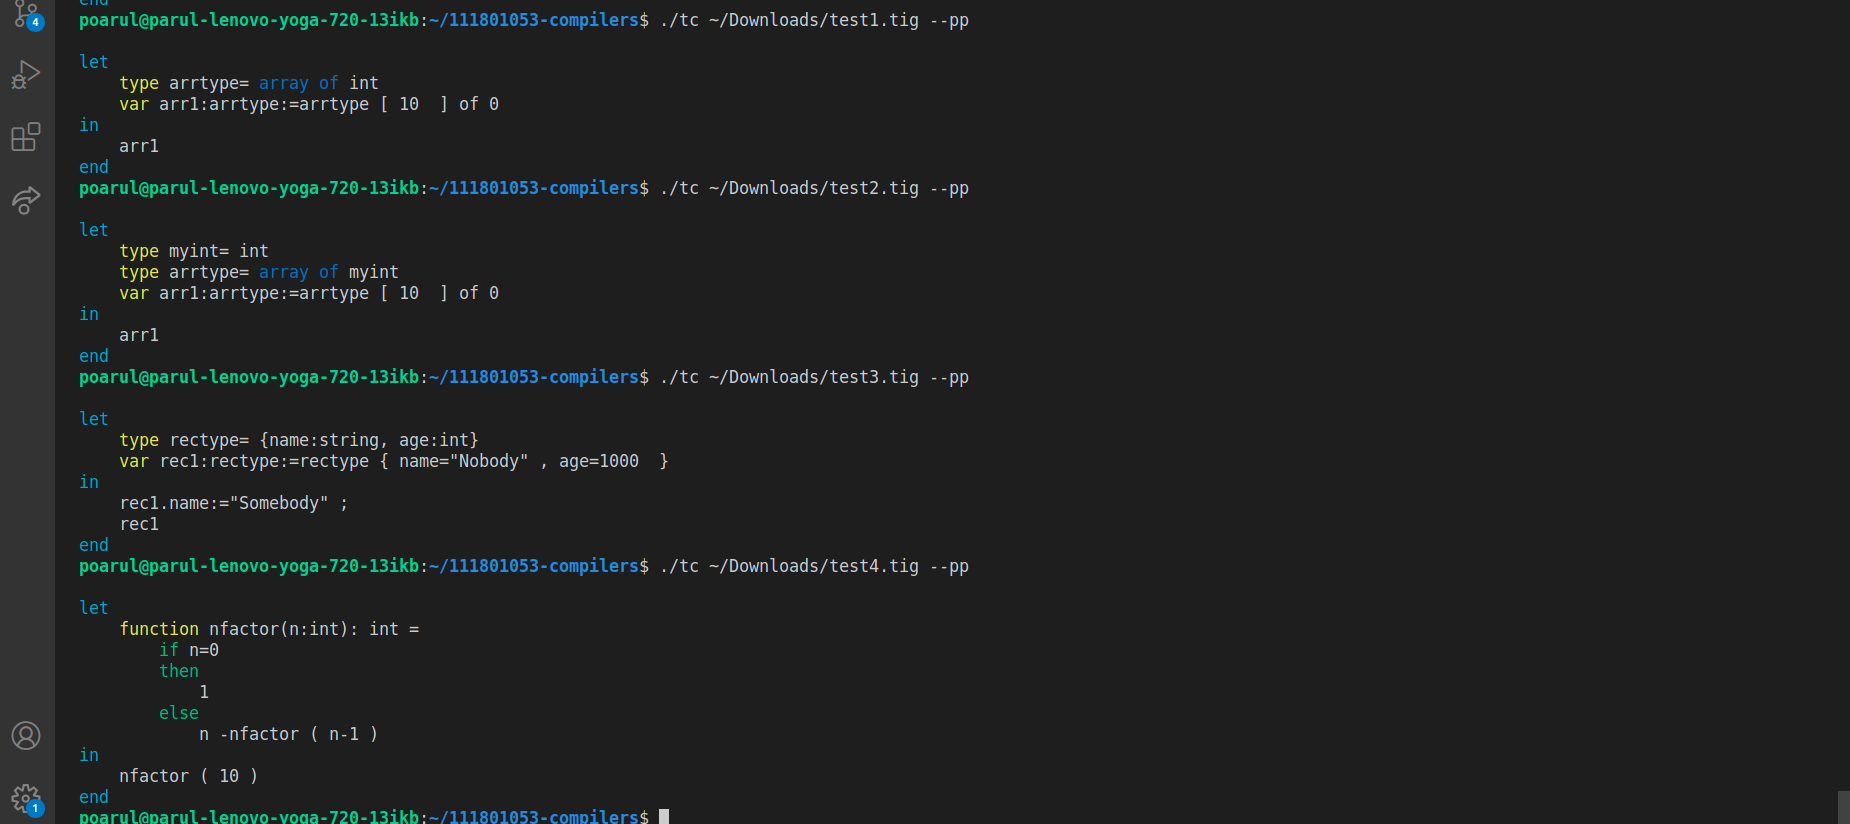 end
poarul@parul-lenovo-yoga-720-13ikb:~/111801053-compilers$ ./tc ~/Downloads/test1.tig --pp
let
    type arrtype= array of int
    var arr1:arrtype:=arrtype [ 10  ] of 0
in
    arr1
end
poarul@parul-lenovo-yoga-720-13ikb:~/111801053-compilers$ ./tc ~/Downloads/test2.tig --pp
let
    type myint= int
    type arrtype= array of myint
    var arr1:arrtype:=arrtype [ 10  ] of 0
in
    arr1
end
poarul@parul-lenovo-yoga-720-13ikb:~/111801053-compilers$ ./tc ~/Downloads/test3.tig --pp
let
    type rectype= {name:string, age:int}
    var rec1:rectype:=rectype { name="Nobody" , age=1000  }
in
    rec1.name:="Somebody" ;
    rec1
end
poarul@parul-lenovo-yoga-720-13ikb:~/111801053-compilers$ ./tc ~/Downloads/test4.tig --pp
let
    function nfactor(n:int): int =
        if n=0
        then
            1
        else
            n -nfactor ( n-1 )
in
    nfactor ( 10 )
end
poarul@parul-lenovo-yoga-720-13ikb:~/111801053-compilers$
4
1